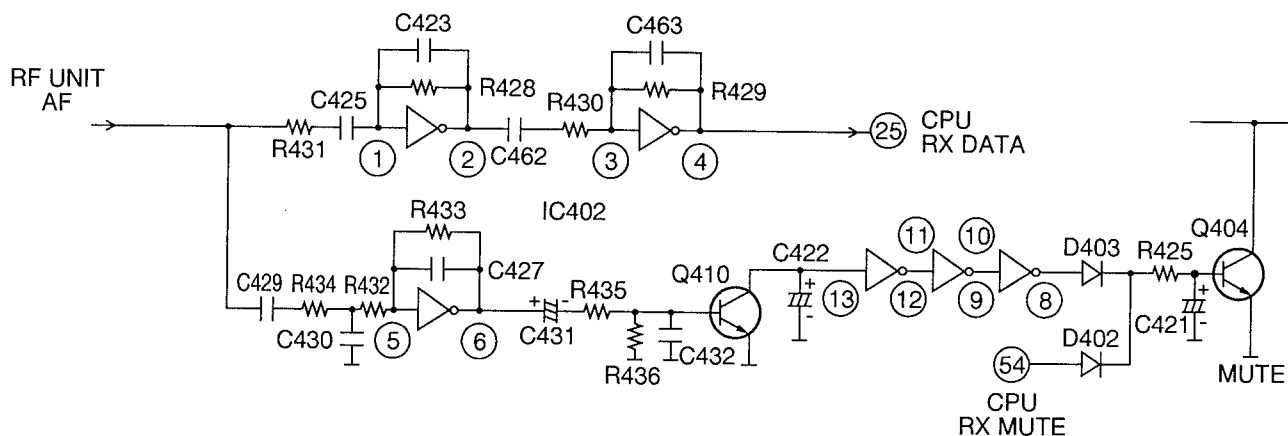 C423
C463
RF UNIT
AF
C425
R428
R430
R429
R431
1
2
C462
3
4
25
CPU
RX DATA
R433
IC402
C427
C429
R434
R432
C430
5
6
C431
R435
R436
C432
Q410
C422
13
11
12
10
9
8
D403
R425
Q404
C421
D402
54
CPU
RX MUTE
MUTE
+
-
+
-
+
-